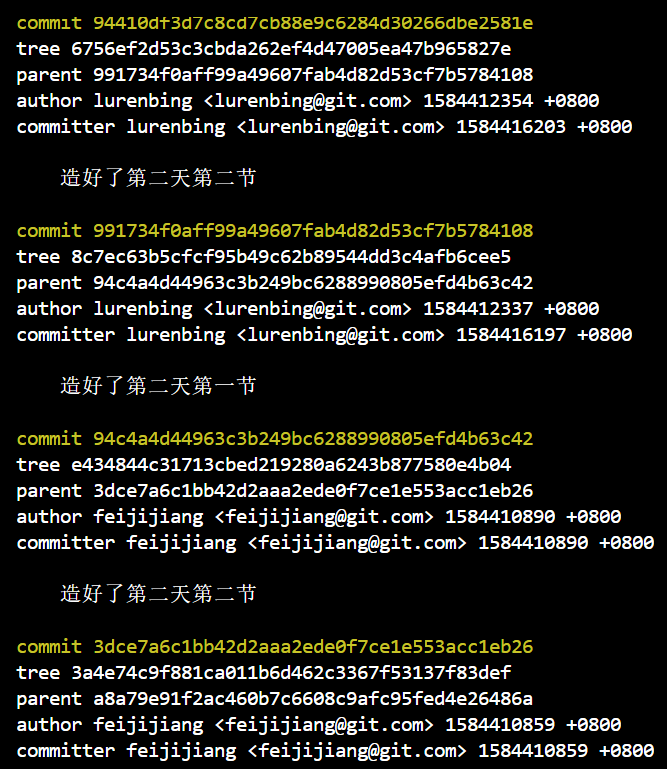 commit 94410df3d7c8cd7cb88e9c6284d30266dbe2581e
tree 6756ef2d53c3cbda262ef4d47005ea47b965827e
parent 991734f0aff99a49607fab4d82d53cf7b5784108
author lurenbing <lurenbing@git.com> 1584412354 +0800
committer lurenbing <lurenbing@git.com> 1584416203 +0800
造好了第二天第二节
commit 991734f0aff99a49607fab4d82d53cf7b5784108
tree 8c7ec63b5cfcf95b49c62b89544dd3c4afb6cee5
parent 94c4a4d44963c3b249bc6288990805efd4b63c42
author lurenbing <lurenbing@git.com> 1584412337 +0800
committer lurenbing <lurenbing@git.com> 1584416197 +0800
造好了第二天第一节
commit 94c4a4d44963c3b249bc6288990805efd4b63c42
tree e434844c31713cbed219280a6243b877580e4b04
parent 3dce7a6c1bb42d2aaa2ede0f7ce1e553acc1eb26
author feijijiang <feijijiang@git.com> 1584410890 +0800
committer feijijiang <feijijiang@git.com> 1584410890 +0800
造好了第二天第二节
commit 3dce7a6c1bb42d2aaa2ede0f7ce1e553acc1eb26
tree 3a4e74c9f881ca011b6d462c3367f53137f83def
parent a8a79e91f2ac460b7c6608c9afc95fed4e26486a
author feijijiang <feijijiang@git.com> 1584410859 +0800
committer feijijiang <feijijiang@git.com> 1584410859 +0800